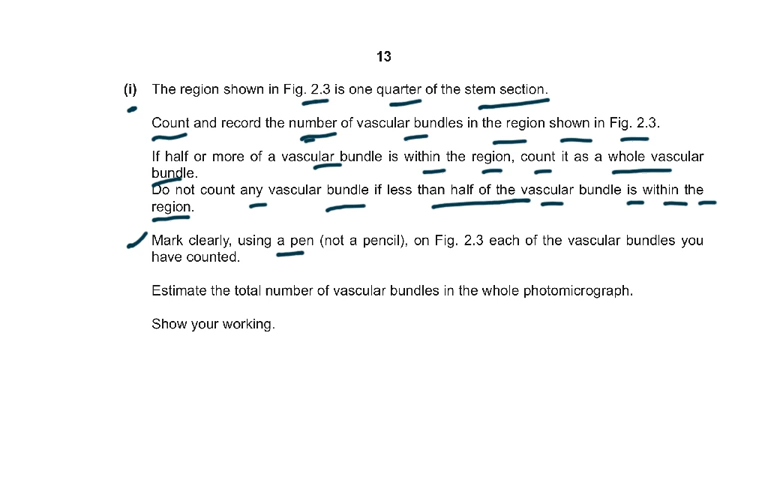 13
(i) The region shown in Fig. 2.3 is one quarter of the stem section.
Count and record the number of vascular bundles in the region shown in Fig. 2.3.
If half or more of a vascular bundle is within the region, count it as a whole vascular
bundle.
Do not count any vascular bundle if less than half of the vascular bundle is within the
region.
Mark clearly, using a pen (not a pencil), on Fig. 2.3 each of the vascular bundles you
have counted.
Estimate the total number of vascular bundles in the whole photomicrograph.
Show your working.